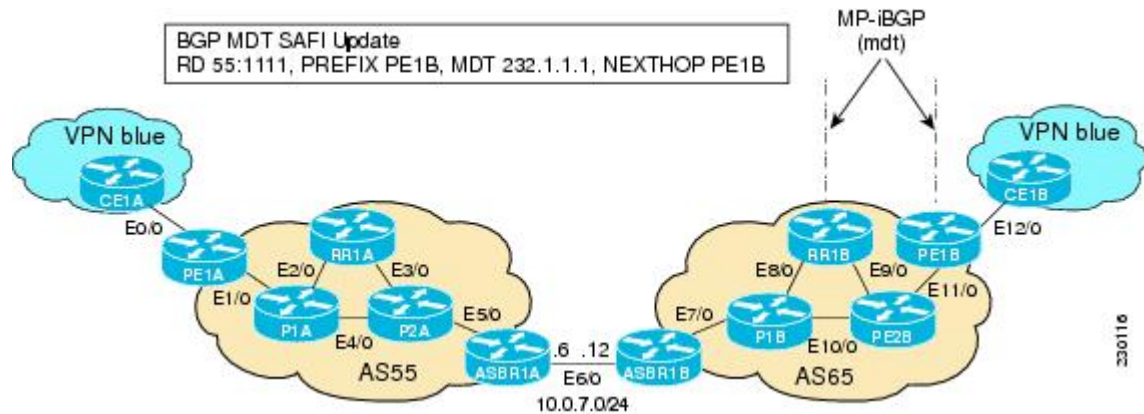 BGP MDT SAFI Update
RD 55:1111, PREFIX PE1B, MDT 232.1.1.1, NEXTHOP PE1B
MP-iBGP
(mdt)
VPN blue
CE1A
E0/0
PE1A
E1/0
E2/0
RR1A
E3/0
P1A
E4/0
P2A
E5/0
ASBR1A
AS55
.6 .12
E6/0
10.0.7.0/24
ASBR1B
E7/0
P1B
E8/0
RR1B
E9/0
E10/0
PE2B
E11/0
PE1B
E12/0
VPN blue
CE1B
AS65
230116